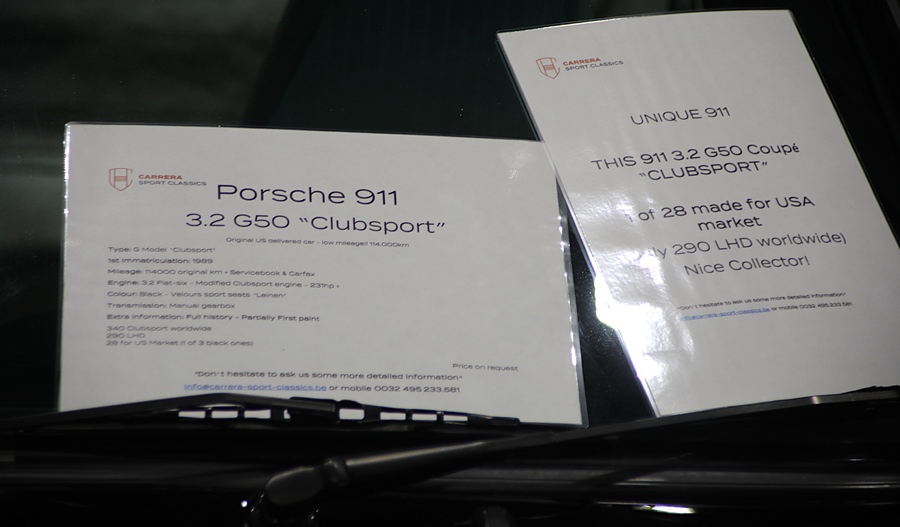 CARRERA
SPORT CLASSICS
Porsche 911
3.2 G50 "Clubsport"
Original US delivered car - low mileage!! 114.000km
Type: G Model "Clubsport"
1st immatriculation: 1989
Mileage: 114000 original km + Servicebook & Carfax
Engine: 3.2 Flat-six - Modified Clubsport engine - 231hp +
Colour: Black - Velours sport seats "Leinen"
Transmission: Manual gearbox
Extra information: Full history - Partially First paint
340 Clubsport worldwide
290 LHD
28 for US Market (1 of 3 black ones)
Price on request
"Don't hesitate to ask us some more detailed information"
info@carrera-sport-classics.be or mobile 0032 495.233.581
CARRERA
SPORT CLASSICS
UNIQUE 911
THIS 911 3.2 G50 Coupé
"CLUBSPORT"
of 28 made for USA
market
290 LHD worldwide)
Nice Collector!
"Don't hesitate to ask us some more detailed information"
info@carrera-sport-classics.be or mobile 0032 495.233.581